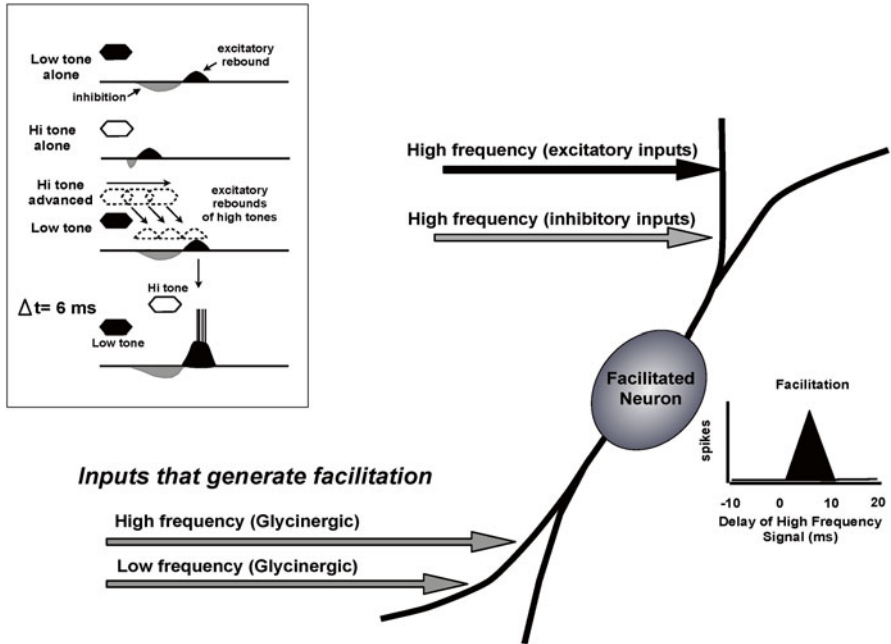 Low tone
alone
excitatory
rebound
inhibition
Hi tone
alone
Hi tone
advanced
excitatory
rebounds
of high tones
Low tone
Hi tone
Δt= 6 ms
Low tone
High frequency (excitatory inputs)
High frequency (inhibitory inputs)
Facilitated
Neuron
Facilitation
spikes
-10 0 10 20
Delay of High Frequency
Signal (ms)
Inputs that generate facilitation
High frequency (Glycinergic)
Low frequency (Glycinergic)